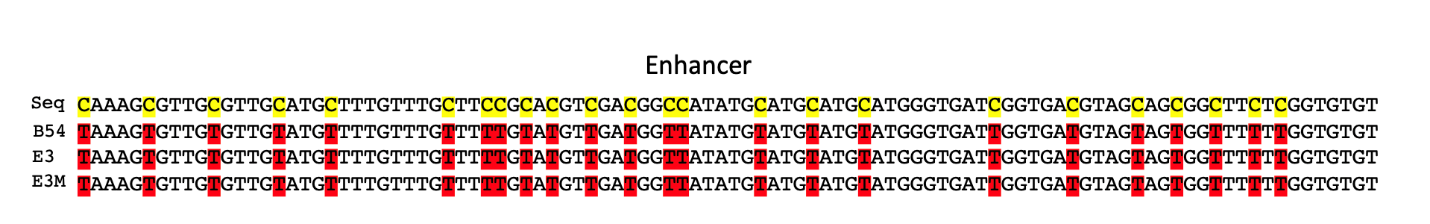 Enhancer
Seq CAAAGCGTTGCGTTGCATGCTTTGTTTGCTTCCGCACGTCGACGGCCATATGCATGCATGCATGGGTGATCGGTGACGTAGCAGCGGCTTCTCGGTGTGT
B54 TAAAGTGTTGTGTTGTATGTTTTGTTTGTTTTTGTATGTTGATGGTTATATGTATGTATGTATGGGTGATTGGTGATGTAGTAGTGGTTTTTTGGTGTGT
E3 TAAAGTGTTGTGTTGTATGTTTTGTTTGTTTTTGTATGTTGATGGTTATATGTATGTATGTATGGGTGATTGGTGATGTAGTAGTGGTTTTTTGGTGTGT
E3M TAAAGTGTTGTGTTGTATGTTTTGTTTGTTTTTGTATGTTGATGGTTATATGTATGTATGTATGGGTGATTGGTGATGTAGTAGTGGTTTTTTGGTGTGT